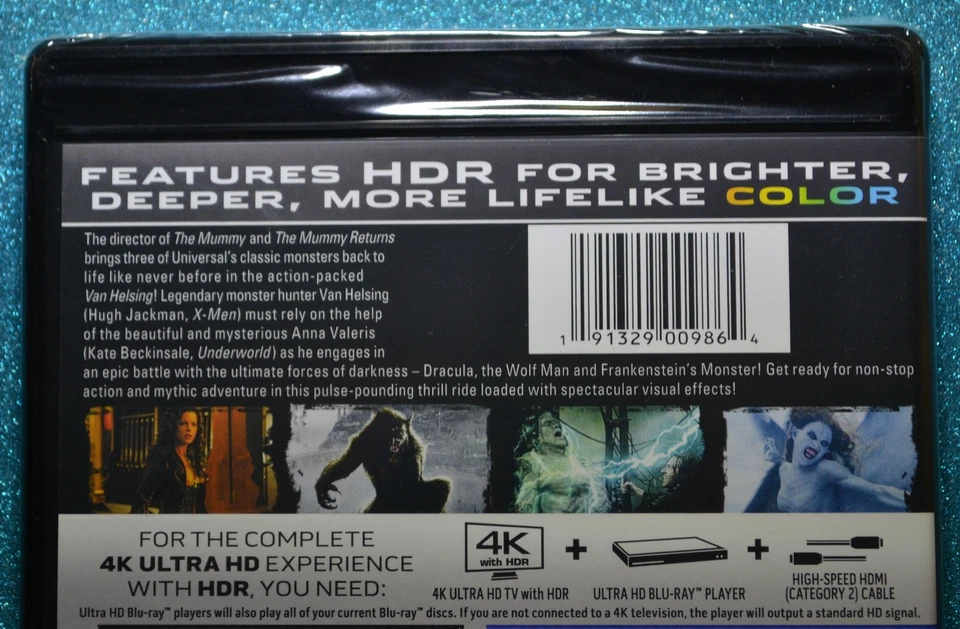 FEATURES HDR FOR BRIGHTER,
DEEPER, MORE LIFELIKE COLOR
The director of The Mummy and The Mummy Returns
brings three of Universal's classic monsters back to
life like never before in the action-packed
Van Helsing! Legendary monster hunter Van Helsing
(Hugh Jackman, X-Men) must rely on the help
of the beautiful and mysterious Anna Valeris
(Kate Beckinsale, Underworld) as he engages in
an epic battle with the ultimate forces of darkness – Dracula, the Wolf Man and Frankenstein's Monster! Get ready for non-stop
action and mythic adventure in this pulse-pounding thrill ride loaded with spectacular visual effects!
1 91329 00986 4
FOR THE COMPLETE
4K ULTRA HD EXPERIENCE
WITH HDR, YOU NEED:
4K
with HDR
4K ULTRA HD TV with HDR
+
ULTRA HD BLU-RAY™ PLAYER
+
HIGH-SPEED HDMI
(CATEGORY 2) CABLE
Ultra HD Blu-ray™ players will also play all of your current Blu-ray™ discs. If you are not connected to a 4K television, the player will output a standard HD signal.